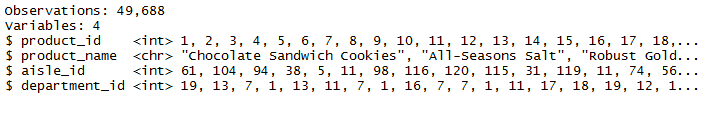 Observations: 49,688
Variables: 4
$ product_id    <int> 1, 2, 3, 4, 5, 6, 7, 8, 9, 10, 11, 12, 13, 14, 15, 16, 17, 18,...
$ product_name  <chr> "Chocolate Sandwich Cookies", "All-Seasons Salt", "Robust Gold...
$ aisle_id      <int> 61, 104, 94, 38, 5, 11, 98, 116, 120, 115, 31, 119, 11, 74, 56...
$ department_id <int> 19, 13, 7, 1, 13, 11, 7, 1, 16, 7, 7, 1, 11, 17, 18, 19, 12, 1...